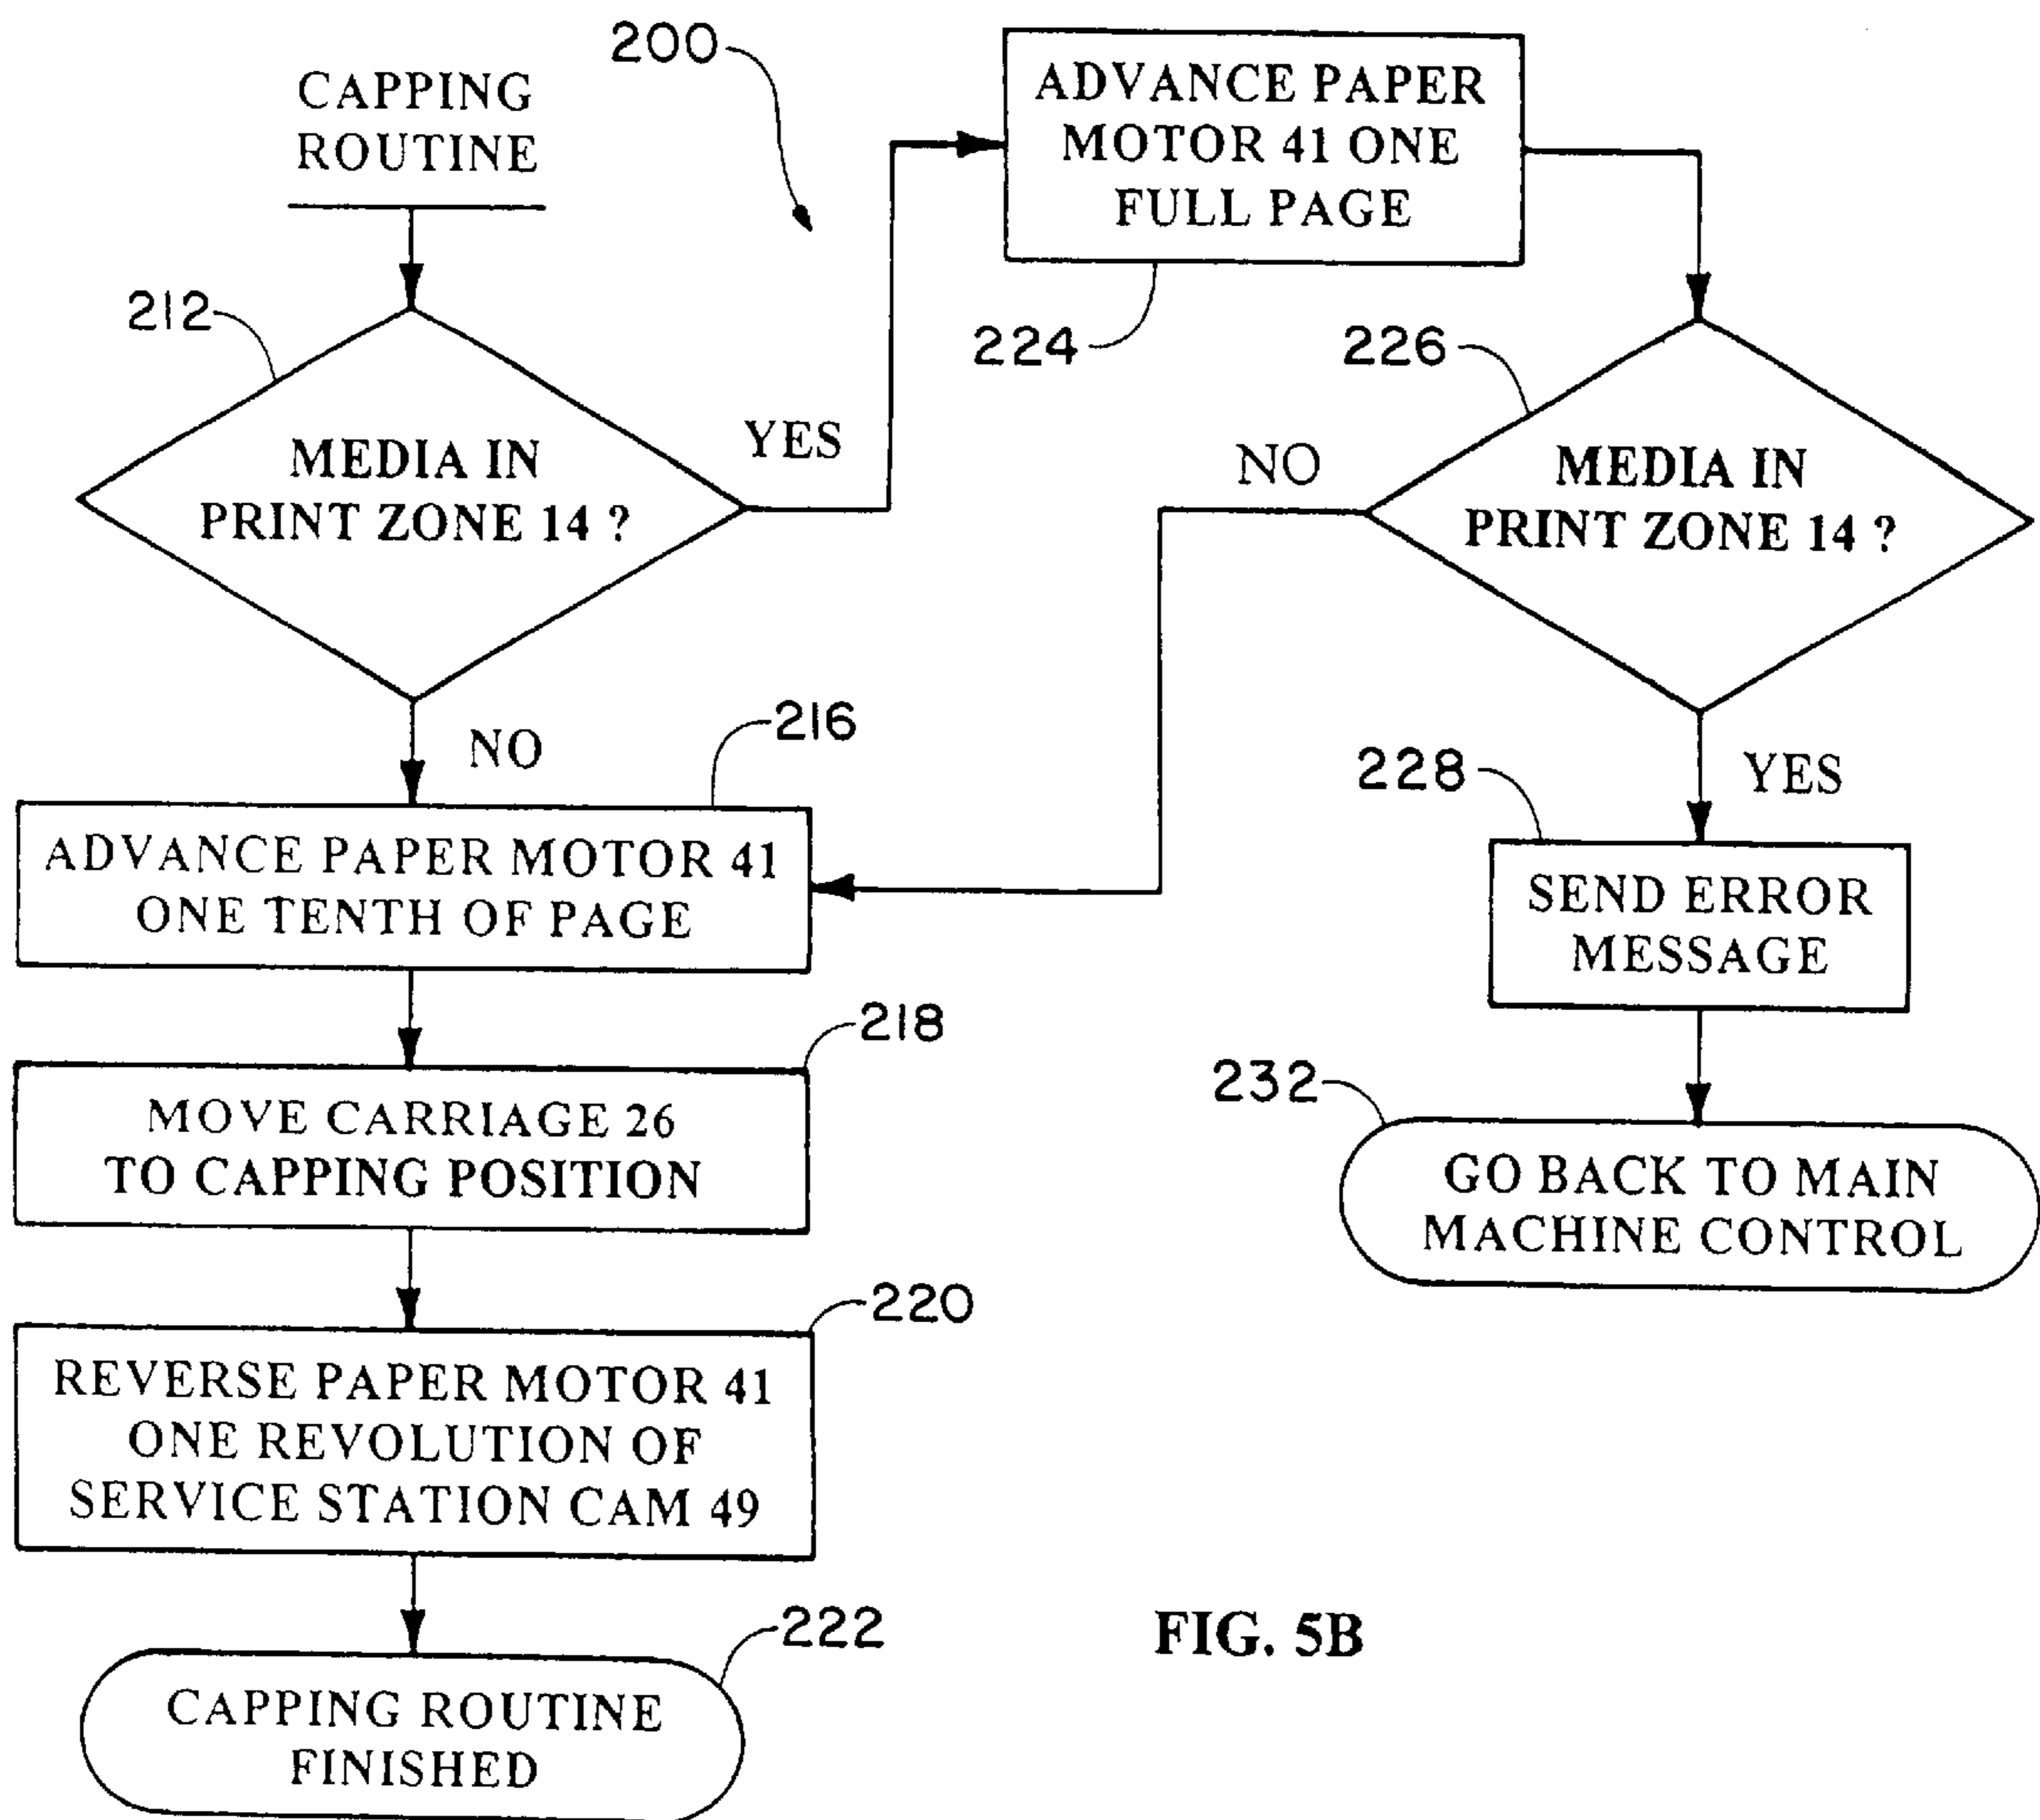 CAPPING
ROUTINE
200
212
MEDIA IN
PRINT ZONE 14 ?
YES
NO
ADVANCE PAPER
MOTOR 41 ONE
FULL PAGE
224
226
MEDIA IN
PRINT ZONE 14 ?
NO
YES
216
ADVANCE PAPER MOTOR 41
ONE TENTH OF PAGE
228
SEND ERROR
MESSAGE
218
MOVE CARRIAGE 26
TO CAPPING POSITION
232
GO BACK TO MAIN
MACHINE CONTROL
220
REVERSE PAPER MOTOR 41
ONE REVOLUTION OF
SERVICE STATION CAM 49
222
CAPPING ROUTINE
FINISHED
FIG. 5B